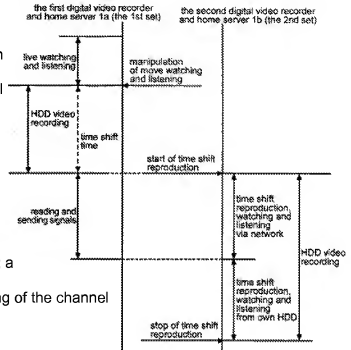 the first digital video recorder
and home server 1a (the 1st set)
the second digital video recorder
and home server 1b (the 2nd set)
live watching
and listening
manipulation
of move watching
and listening
HDD video
recording
time shift
time
start of time shift
reproduction
reading and
sending signals
time shift
reproduction,
watching and
listening
via network
HDD video
recording
a
ng of the channel
time shift
reproduction,
watching and
listening
from own HDD
stop of time shift
reproduction